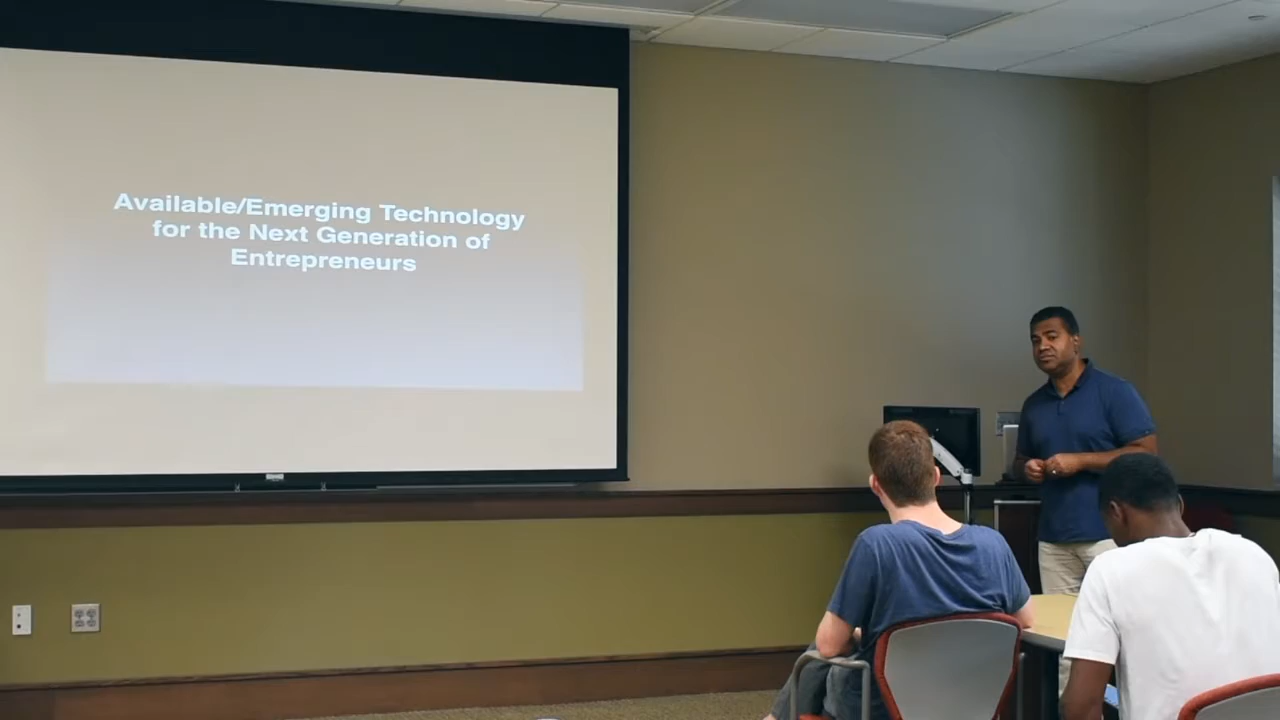 Available/Emerging Technology
for the Next Generation of
Entrepreneurs